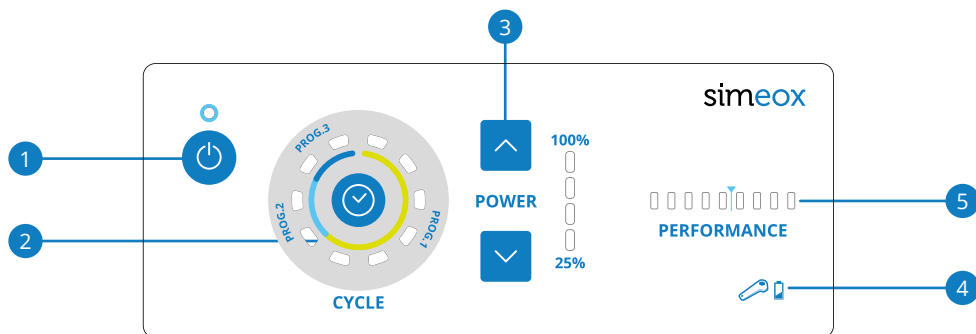 3
simeox
1
PROG.3
100%
POWER
5
PERFORMANCE
PROG.2
PROG.1
2
25%
4
CYCLE